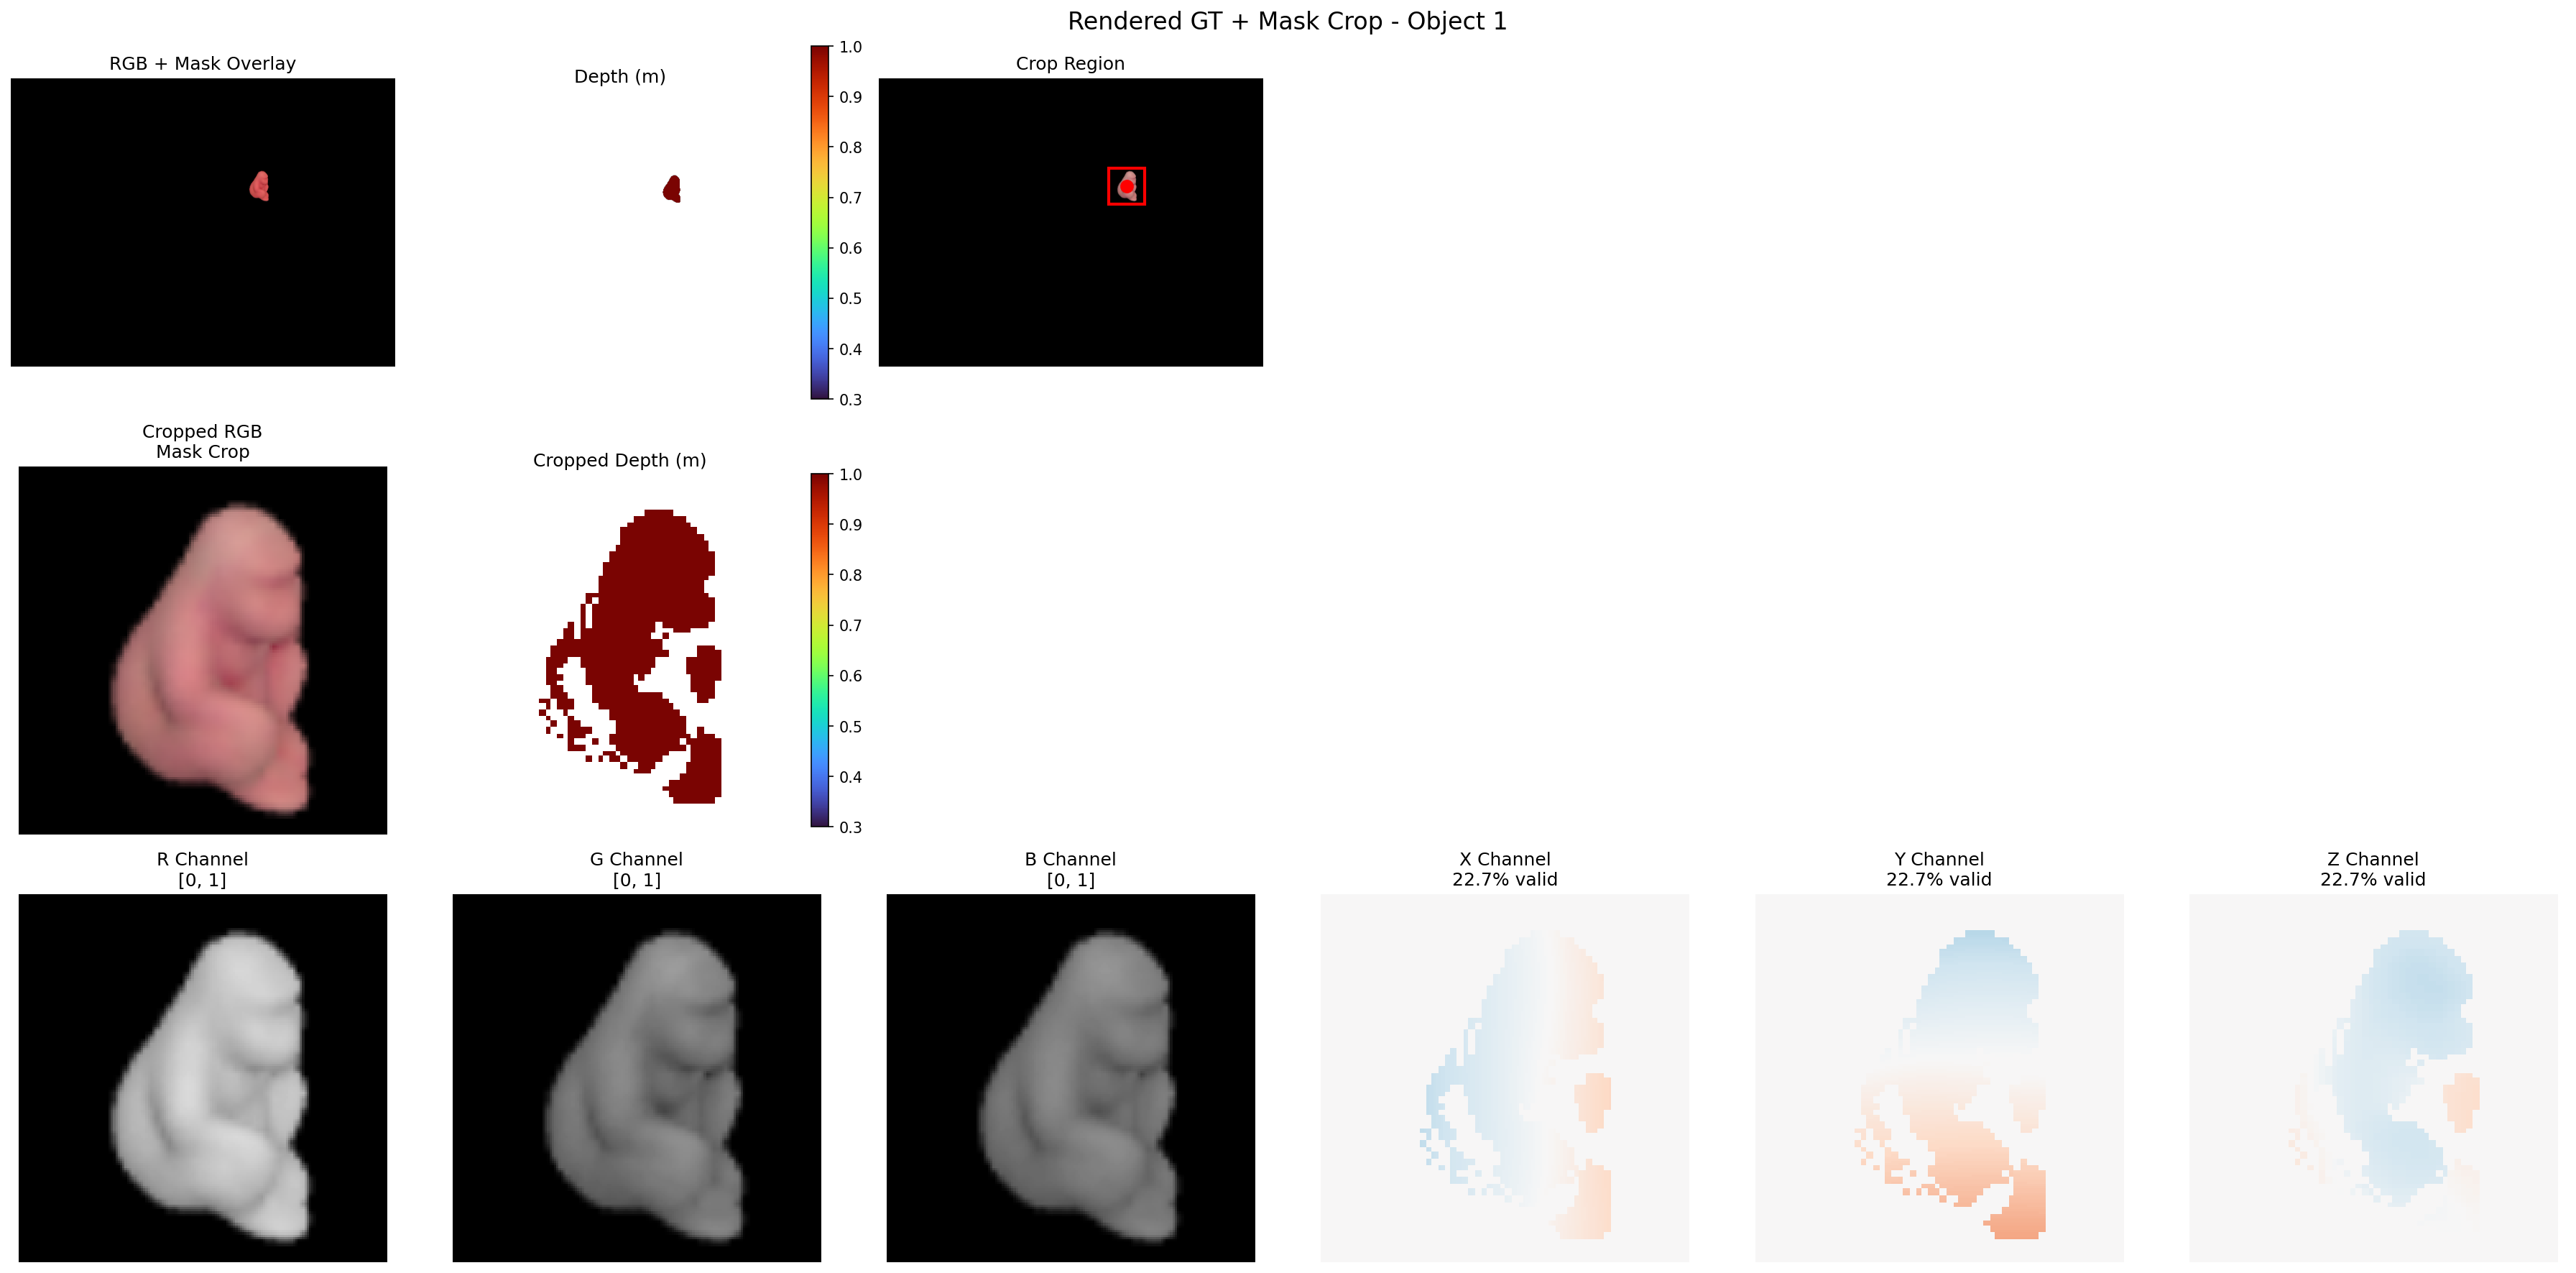 Rendered GT + Mask Crop - Object 1
RGB + Mask Overlay
Depth (m)
1.0
0.9
0.8
0.7
0.6
0.5
0.4
0.3
Crop Region
Cropped RGB
Mask Crop
Cropped Depth (m)
1.0
0.9
0.8
0.7
0.6
0.5
0.4
0.3
R Channel
[0, 1]
G Channel
[0, 1]
B Channel
[0, 1]
X Channel
22.7% valid
Y Channel
22.7% valid
Z Channel
22.7% valid